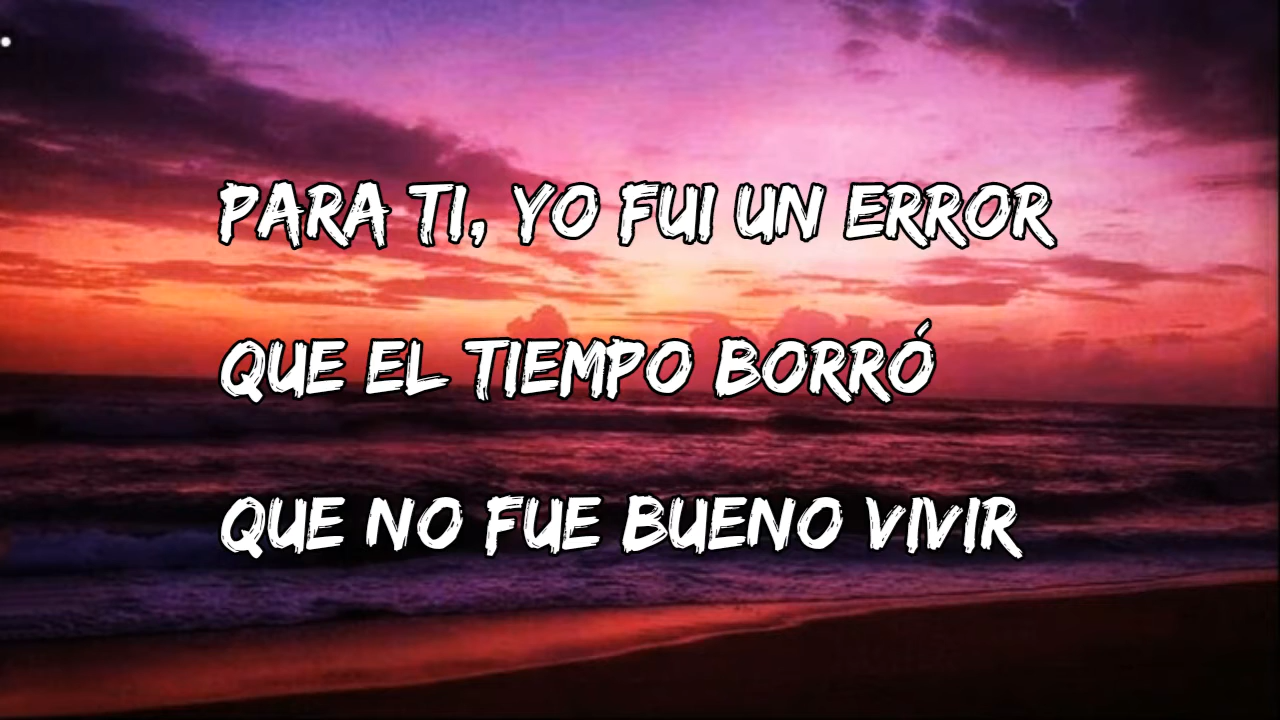 PARA TI, YO FUI UN ERROR
QUE EL TIEMPO BORRÓ
QUE NO FUE BUENO VIVIR